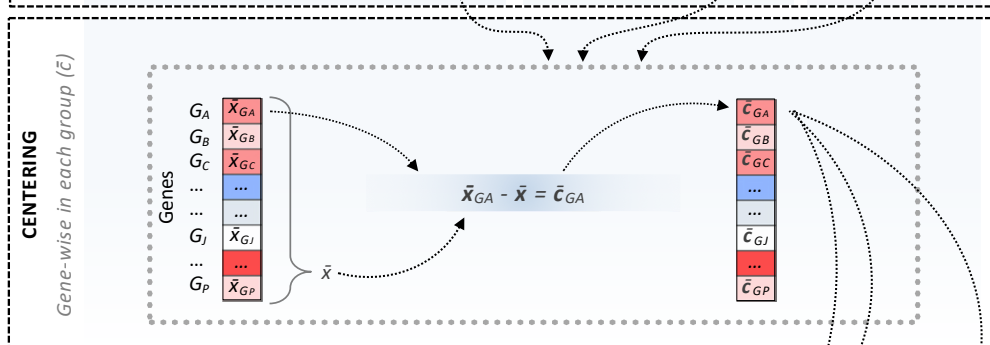 CENTERING
Gene-wise in each group (c̄)
Genes
G_A x̄_GA
G_B x̄_GB
G_C x̄_GC
... ...
... ...
G_J x̄_GJ
... ...
G_P x̄_GP
x̄
x̄_GA - x̄ = c̄_GA
c̄_GA
c̄_GB
c̄_GC
...
...
c̄_GJ
...
c̄_GP